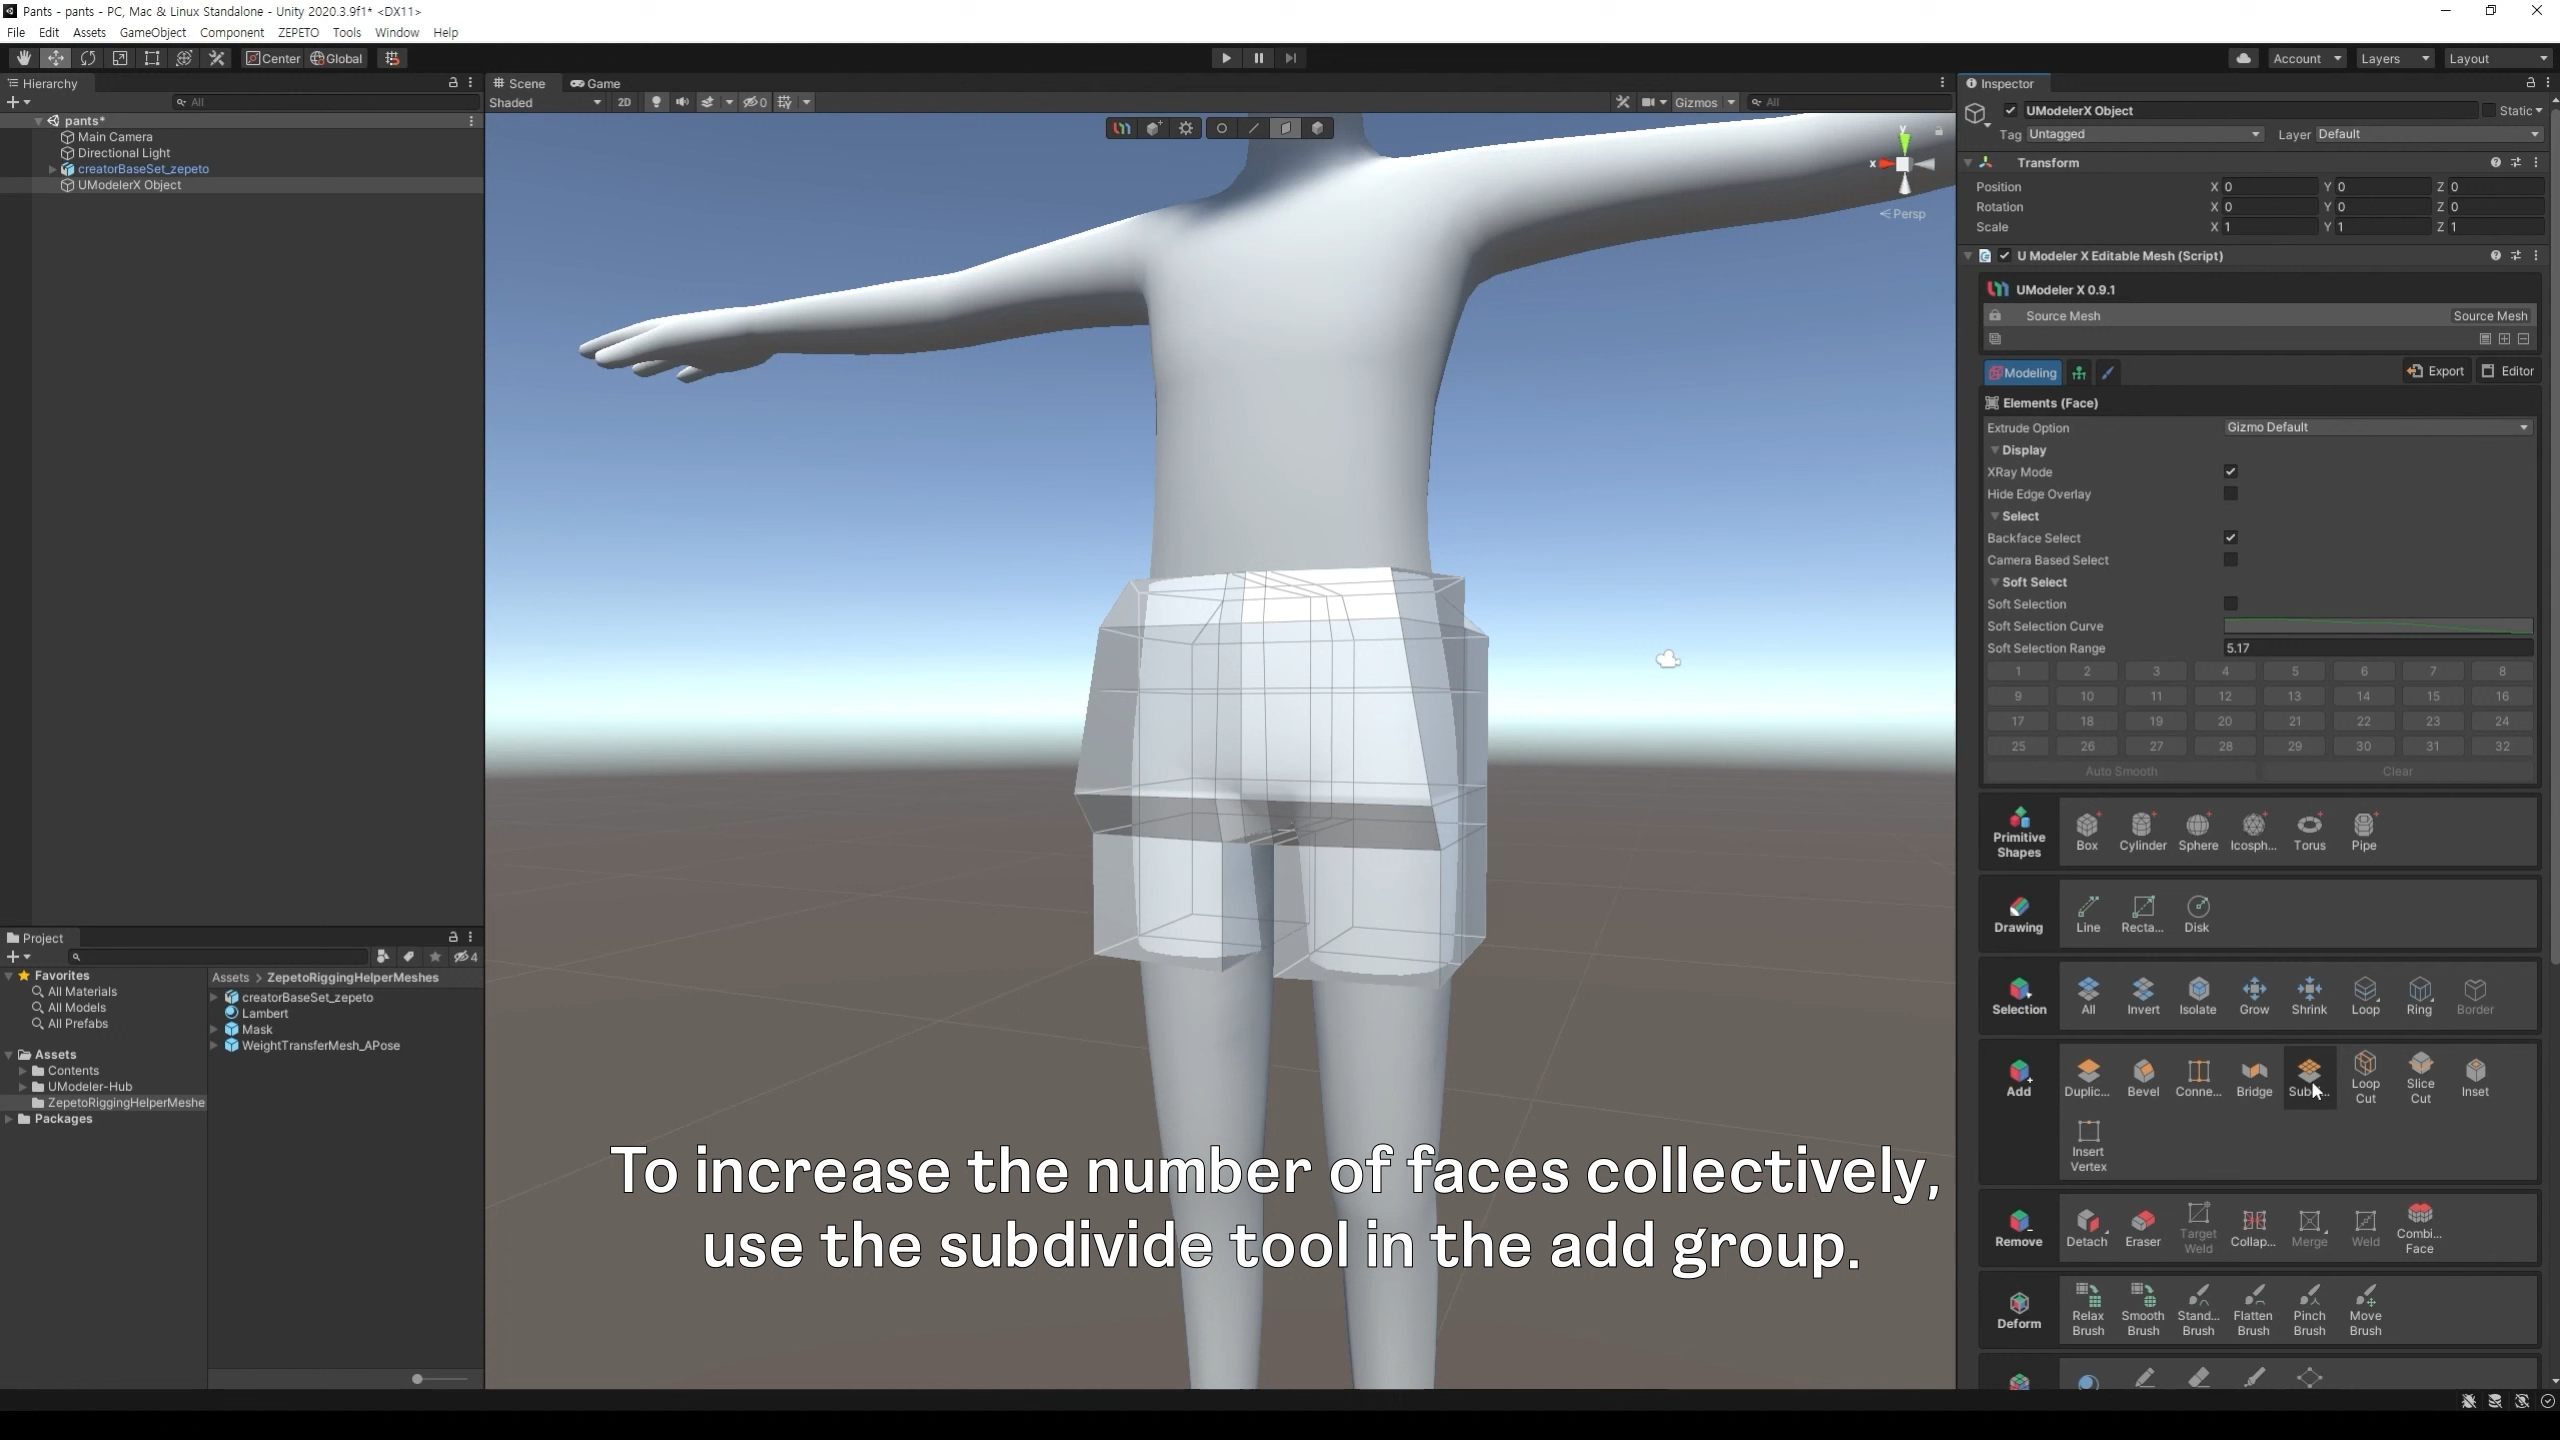 Pants - pants - PC, Mac & Linux Standalone - Unity 2020.3.9f1* <DX11>
File Edit Assets GameObject Component ZEPETO Tools Window Help
Center Global
Account Layers Layout
Hierarchy
All
pants*
Main Camera
Directional Light
creatorBaseSet_zepeto
UModelerX Object
Scene Game
Shaded 2D 0 Gizmos All
y
x
Persp
To increase the number of faces collectively,
use the subdivide tool in the add group.
Project
4
Favorites
All Materials
All Models
All Prefabs
Assets
Contents
UModeler-Hub
ZepetoRiggingHelperMeshe
Packages
Assets > ZepetoRiggingHelperMeshes
creatorBaseSet_zepeto
Lambert
Mask
WeightTransferMesh_APose
Inspector
UModelerX Object Static
Tag Untagged Layer Default
Transform
Position X 0 Y 0 Z 0
Rotation X 0 Y 0 Z 0
Scale X 1 Y 1 Z 1
U Modeler X Editable Mesh (Script)
UModeler X 0.9.1
Source Mesh Source Mesh
Modeling Export Editor
Elements (Face)
Extrude Option Gizmo Default
Display
XRay Mode
Hide Edge Overlay
Select
Backface Select
Camera Based Select
Soft Select
Soft Selection
Soft Selection Curve
Soft Selection Range 5.17
1 2 3 4 5 6 7 8
9 10 11 12 13 14 15 16
17 18 19 20 21 22 23 24
25 26 27 28 29 30 31 32
Auto Smooth Clear
Primitive Shapes Box Cylinder Sphere Icosph... Torus Pipe
Drawing Line Recta... Disk
Selection All Invert Isolate Grow Shrink Loop Ring Border
Add Duplic... Bevel Conne... Bridge Loop Cut Slice Cut Inset
Insert Vertex
Remove Detach Eraser Target Weld Collap... Merge Weld Combi... Face
Deform Relax Brush Smooth Brush Stand... Brush Flatten Brush Pinch Brush Move Brush